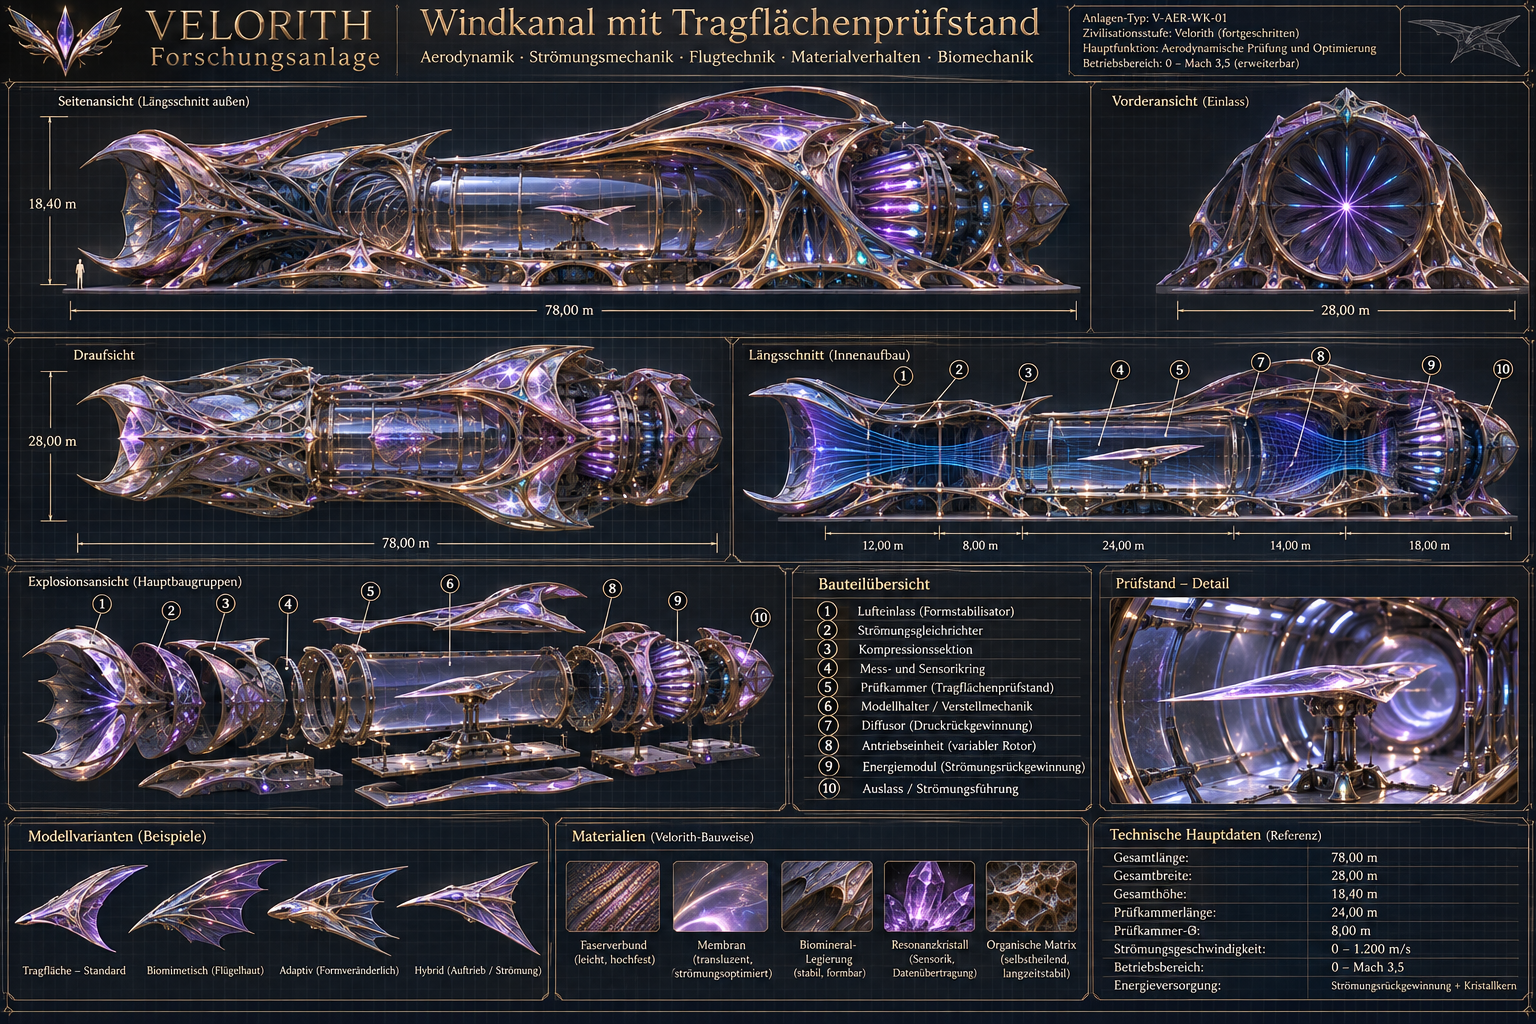 VELORITH
Forschungsanlage
Windkanal mit Tragflächenprüfstand
Aerodynamik · Strömungsmechanik · Flugtechnik · Materialverhalten · Biomechanik
Anlagen-Typ: V-AER-WK-01
Zivilisationsstufe: Velorith (fortgeschritten)
Hauptfunktion: Aerodynamische Prüfung und Optimierung
Betriebsbereich: 0 – Mach 3,5 (erweiterbar)
Seitenansicht (Längsschnitt außen)
18,40 m
78,00 m
Vorderansicht (Einlass)
28,00 m
Draufsicht
28,00 m
78,00 m
Längsschnitt (Innenaufbau)
1 2 3 4 5 7 8 9 10
12,00 m 8,00 m 24,00 m 14,00 m 18,00 m
Explosionsansicht (Hauptbaugruppen)
1 2 3 4 5 6 8 9 10
Bauteilübersicht
1 Lufteinlass (Formstabilisator)
2 Strömungsgleichrichter
3 Kompressionssektion
4 Mess- und Sensorikring
5 Prüfkammer (Tragflächenprüfstand)
6 Modellhalter / Verstellmechanik
7 Diffusor (Druckrückgewinnung)
8 Antriebseinheit (variabler Rotor)
9 Energiemodul (Strömungsrückgewinnung)
10 Auslass / Strömungsführung
Prüfstand – Detail
Modellvarianten (Beispiele)
Tragfläche – Standard
Biomimetisch (Flügelhaut)
Adaptiv (Formveränderlich)
Hybrid (Auftrieb / Strömung)
Materialien (Velorith-Bauweise)
Faserverbund
(leicht, hochfest)
Membran
(transluzent,
strömungsoptimiert)
Biomineral-
Legierung
(stabil, formbar)
Resonanzkristall
(Sensorik,
Datenübertragung)
Organische Matrix
(selbstheilend,
langzeitstabil)
Technische Hauptdaten (Referenz)
Gesamtlänge: 78,00 m
Gesamtbreite: 28,00 m
Gesamthöhe: 18,40 m
Prüfkammerlänge: 24,00 m
Prüfkammer-Ø: 8,00 m
Strömungsgeschwindigkeit: 0 – 1.200 m/s
Betriebsbereich: 0 – Mach 3,5
Energieversorgung: Strömungsrückgewinnung + Kristallkern